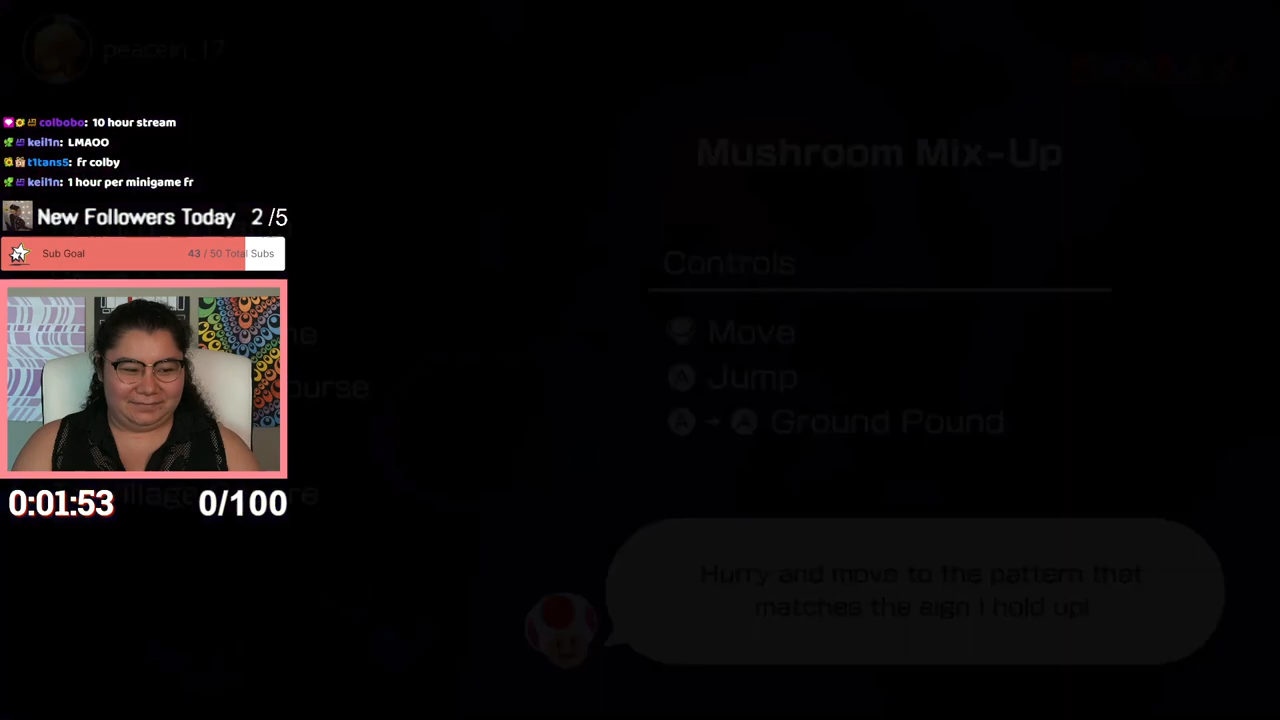 peacein_17
colbobo: 10 hour stream
keil1n: LMAOO
t1tans5: fr colby
keil1n: 1 hour per minigame fr
New Followers Today 2 /5
Sub Goal 43 / 50 Total Subs
0:01:53 0/100
Mushroom Mix-Up
Controls
Move
A Jump
A → A Ground Pound
Hurry and move to the pattern that
matches the sign I hold up!